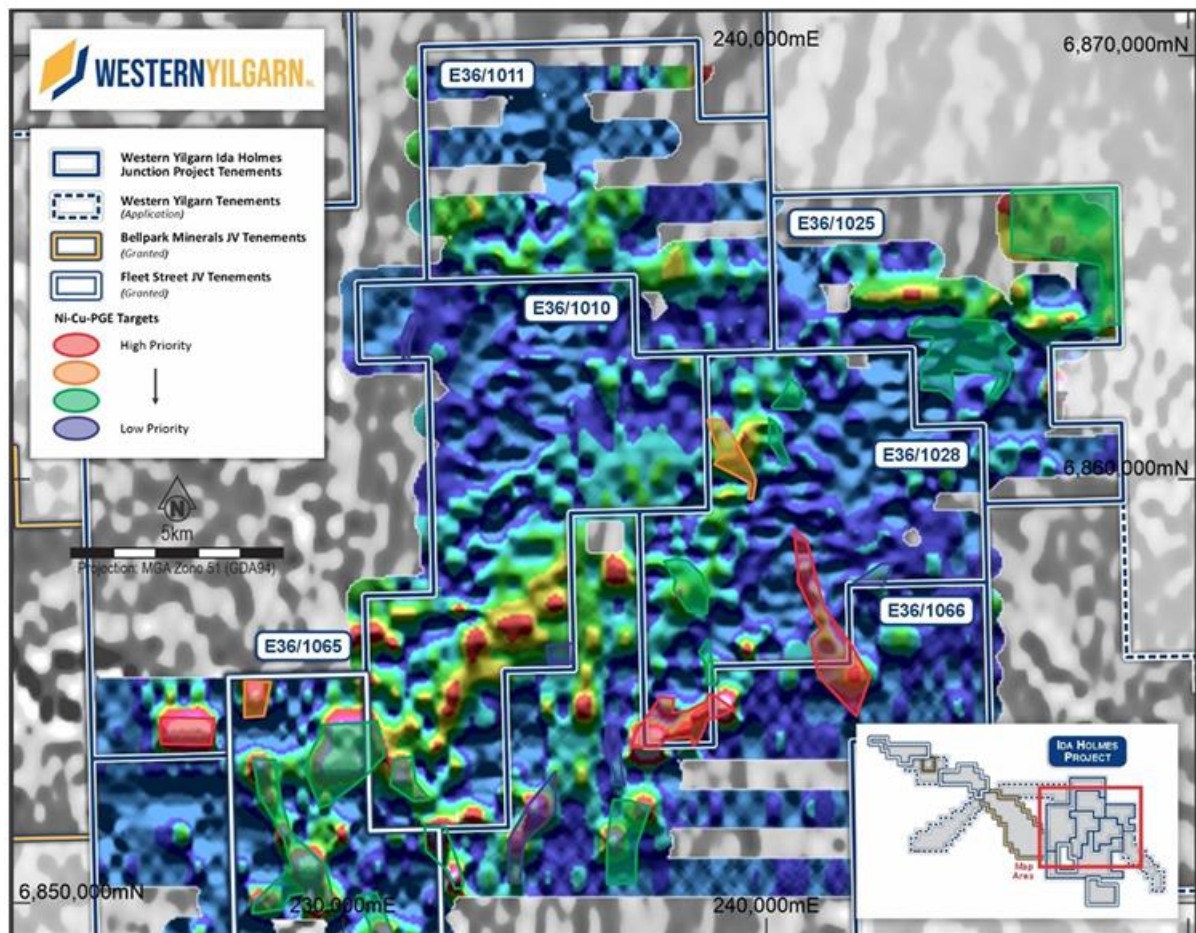 240,000mE
6,870,000mN
WESTERNYILGARN NL
E36/1011
Western Yilgarn Ida Holmes
Junction Project Tenements
Western Yilgarn Tenements
(Application)
Bellpark Minerals JV Tenements
(Granted)
Fleet Street JV Tenements
(Granted)
Ni-Cu-PGE Targets
High Priority
Low Priority
E36/1025
E36/1010
E36/1028
6,860,000mN
N
5km
Projection: MGA Zone 51 (GDA94)
E36/1066
E36/1065
IDA HOLMES
PROJECT
Map
Area
6,850,000mN
230,000mE
240,000mE